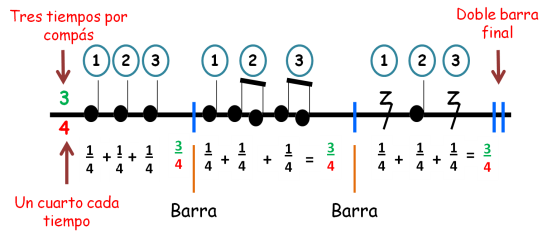 Tres tiempos por
compás
Doble barra
final
1 2 3 1 2 3 1 2 3
3
4
1/4 + 1/4 + 1/4 3/4 1/4 + 1/4 + 1/4 = 3/4 1/4 + 1/4 + 1/4 = 3/4
Un cuarto cada
tiempo
Barra Barra